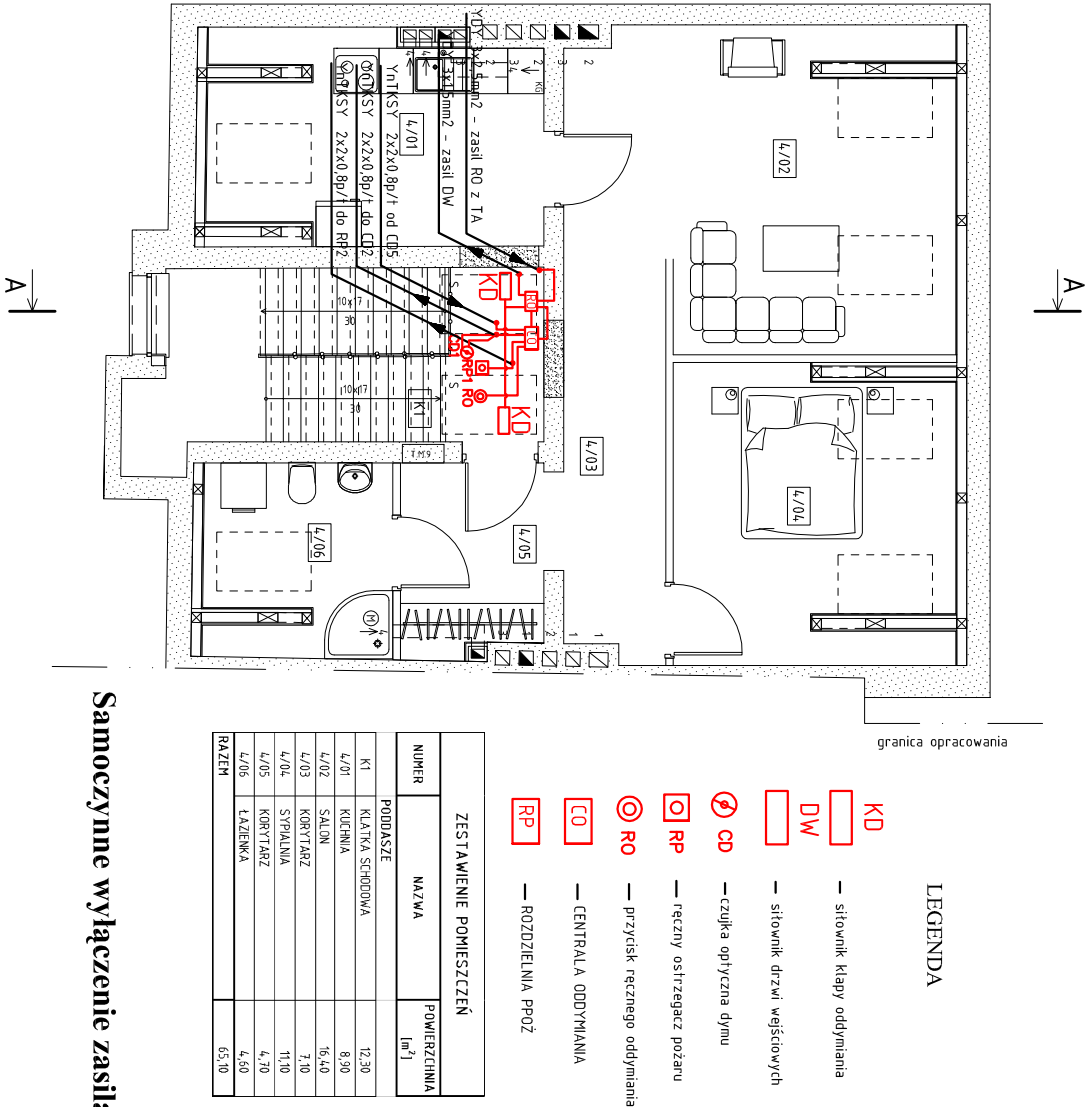 A
A
4/01
4/02
4/03
4/04
4/05
4/06
K1
T.M.9
KG
S
S
10x17
30
10x17
30
M
KD
KD
RO
CO
CD1
RP1
RO
YDY 3x2,5mm2 - zasil RO z TA
Y 3x1,5mm2 - zasil DW
YnTKSY 2x2x0,8p/t od CD5
YnTKSY 2x2x0,8p/t do CD2
YnTKSY 2x2x0,8p/t do RP2
granica opracowania
LEGENDA
KD – siłownik klapy oddymiania
DW – siłownik drzwi wejściowych
CD – czujka optyczna dymu
RP – ręczny ostrzegacz pożaru
RO – przycisk ręcznego oddymiania
CO – CENTRALA ODDYMIANIA
RP – ROZDZIELNIA PPOŻ
ZESTAWIENIE POMIESZCZEŃ
NUMER NAZWA POWIERZCHNIA [m²]
PODDASZE
K1 KLATKA SCHODOWA 12,30
4/01 KUCHNIA 8,90
4/02 SALON 16,40
4/03 KORYTARZ 7,10
4/04 SYPIALNIA 11,10
4/05 KORYTARZ 4,70
4/06 ŁAZIENKA 4,60
RAZEM 65,10
Samoczynne wyłączenie zasila